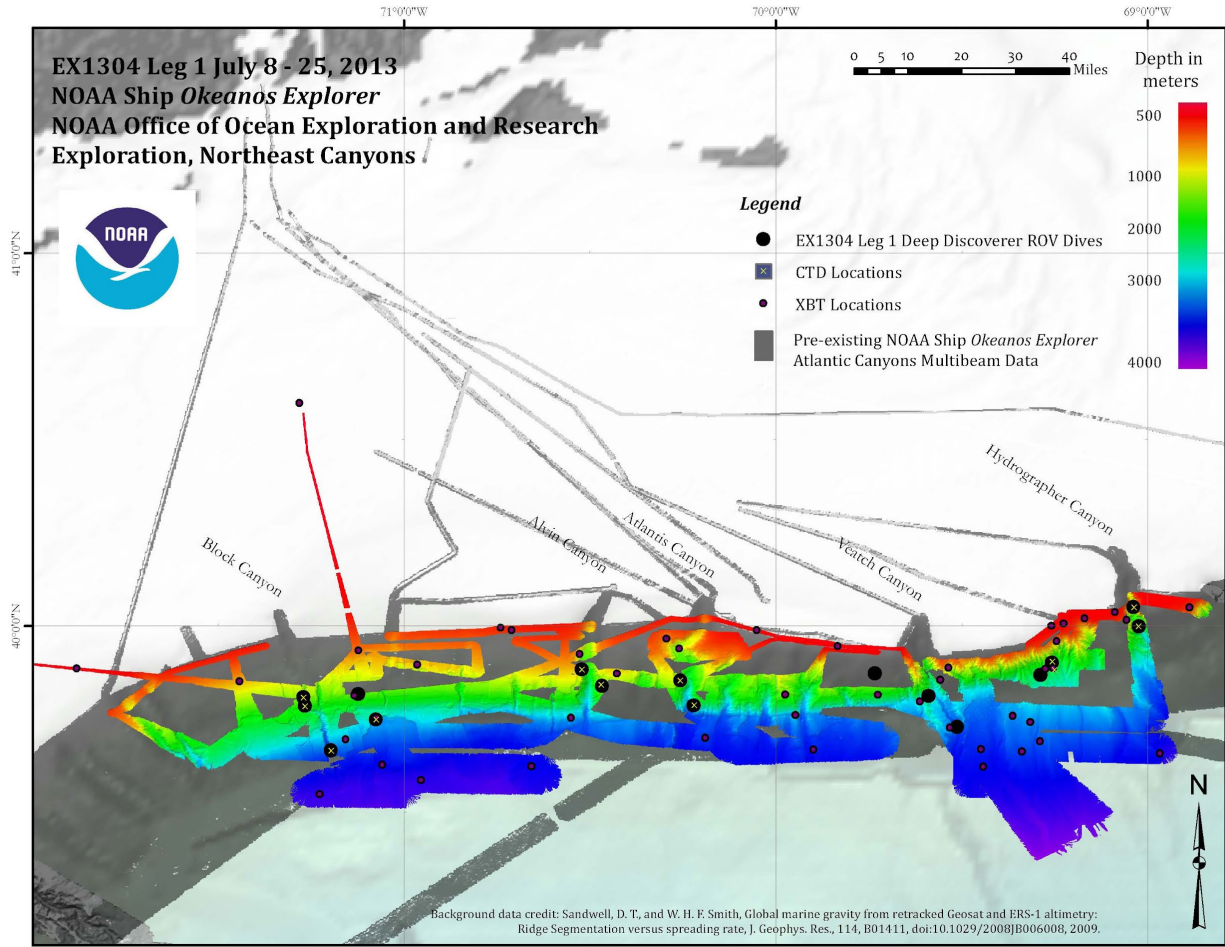 71°0'0"W
70°0'0"W
69°0'0"W
EX1304 Leg 1 July 8 - 25, 2013
NOAA Ship Okeanos Explorer
NOAA Office of Ocean Exploration and Research
Exploration, Northeast Canyons
NOAA
0 5 10 20 30 40
Miles
Depth in
meters
500
1000
2000
3000
4000
Legend
EX1304 Leg 1 Deep Discoverer ROV Dives
CTD Locations
XBT Locations
Pre-existing NOAA Ship Okeanos Explorer
Atlantic Canyons Multibeam Data
41°0'0"N
40°0'0"N
Block Canyon
Alvin Canyon
Atlantis Canyon
Veatch Canyon
Hydrographer Canyon
N
Background data credit: Sandwell, D. T., and W. H. F. Smith, Global marine gravity from retracked Geosat and ERS-1 altimetry:
Ridge Segmentation versus spreading rate, J. Geophys. Res., 114, B01411, doi:10.1029/2008JB006008, 2009.